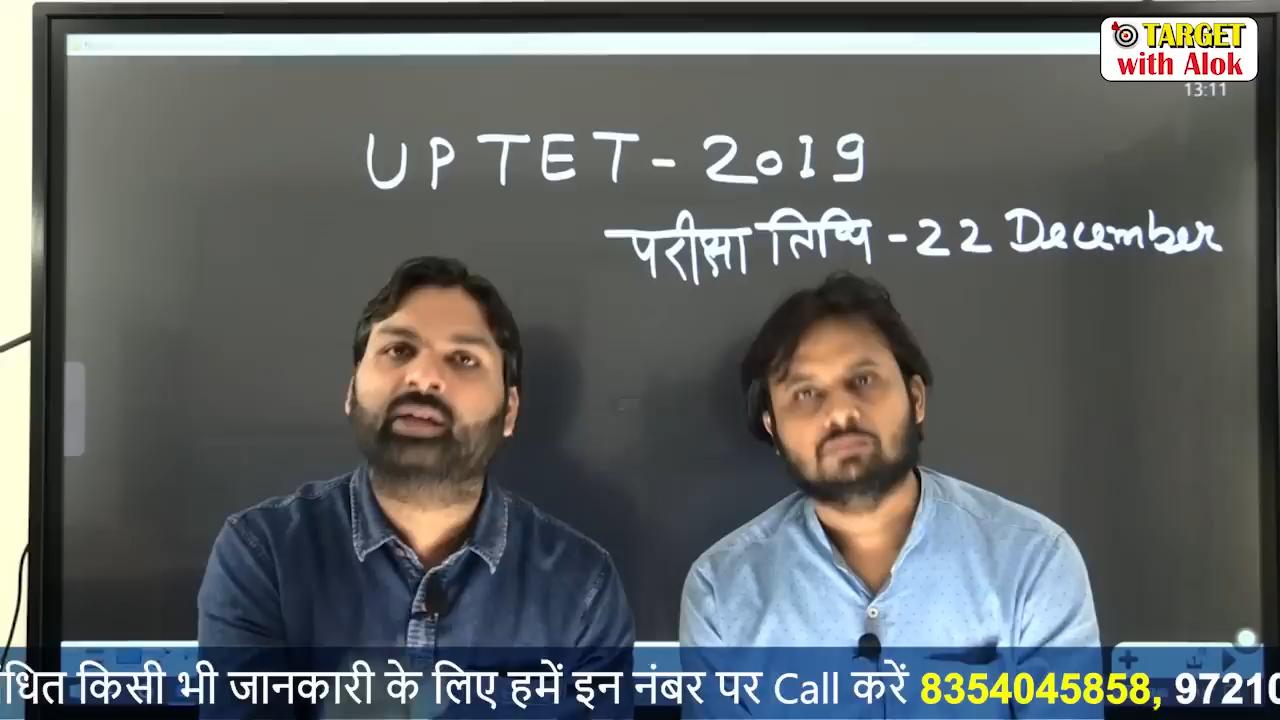 TARGET
with Alok
13:11
UPTET-2019
परीक्षा तिथि - 22 December
धित किसी भी जानकारी के लिए हमें इन नंबर पर Call करें 8354045858, 97210